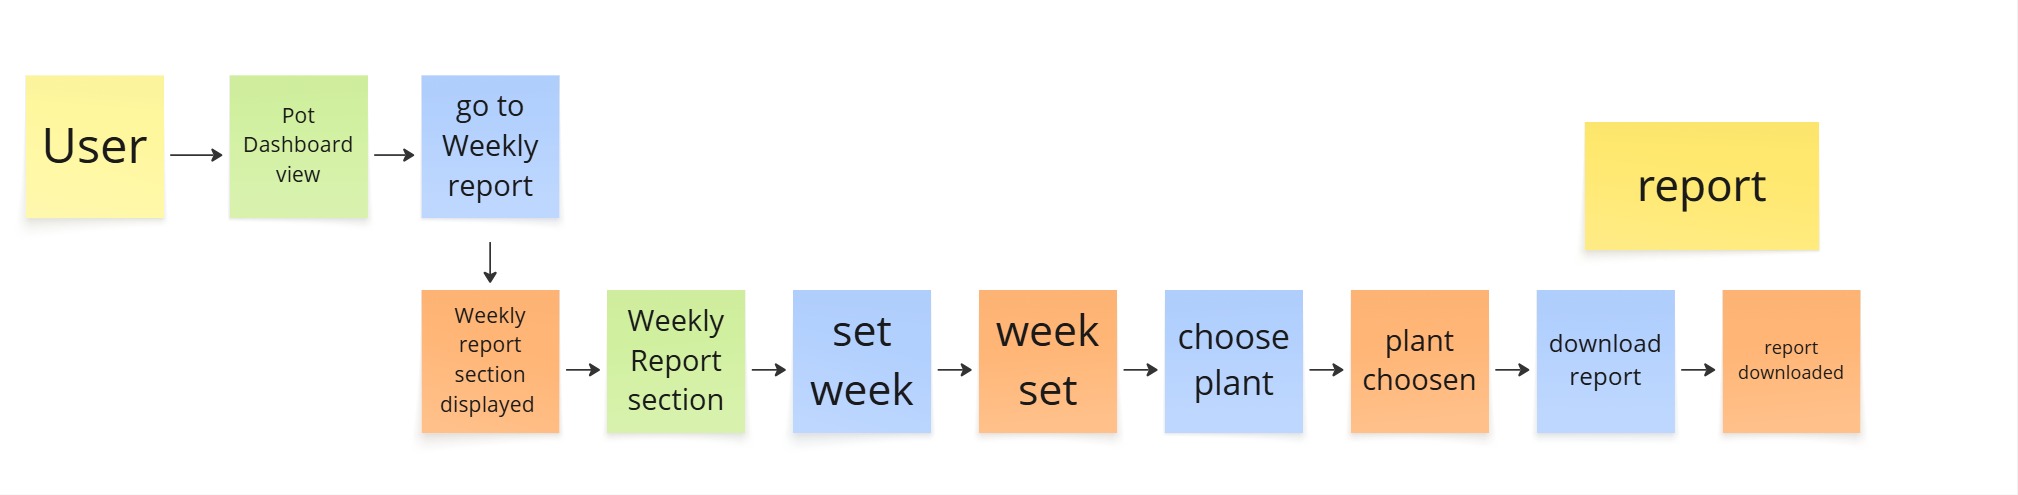 User
Pot
Dashboard
view
go to
Weekly
report
report
Weekly
report
section
displayed
Weekly
Report
section
set
week
week
set
choose
plant
plant
choosen
download
report
report
downloaded